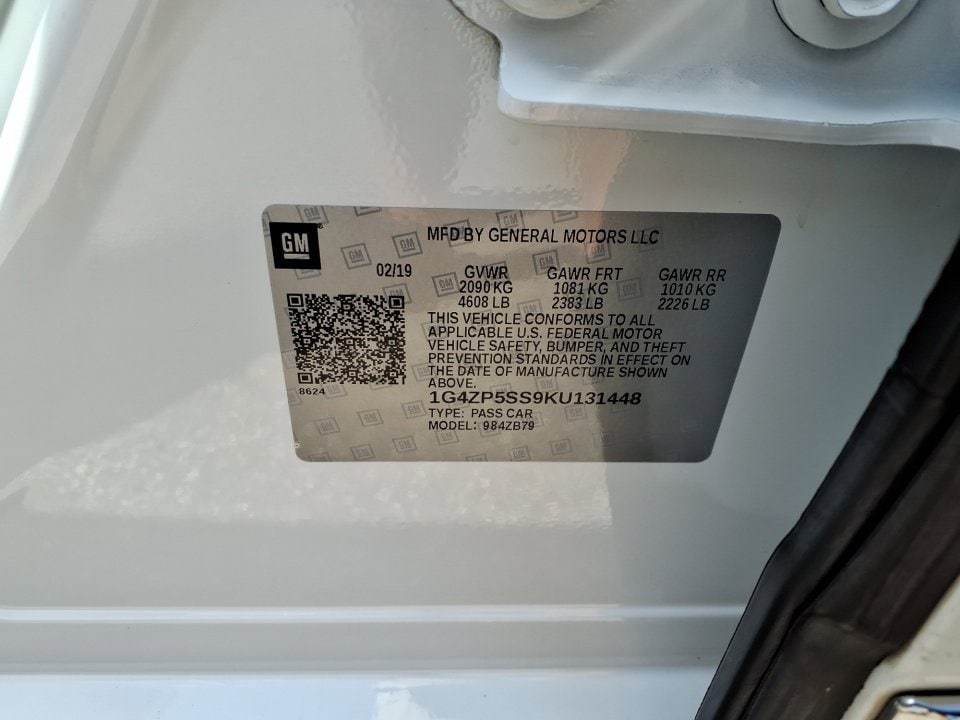 GM
MFD BY GENERAL MOTORS LLC
02/19 GVWR GAWR FRT GAWR RR
2090 KG 1081 KG 1010 KG
4608 LB 2383 LB 2226 LB
THIS VEHICLE CONFORMS TO ALL
APPLICABLE U.S. FEDERAL MOTOR
VEHICLE SAFETY, BUMPER, AND THEFT
PREVENTION STANDARDS IN EFFECT ON
THE DATE OF MANUFACTURE SHOWN
ABOVE.
8624
1G4ZP5SS9KU131448
TYPE: PASS CAR
MODEL: 984ZB79